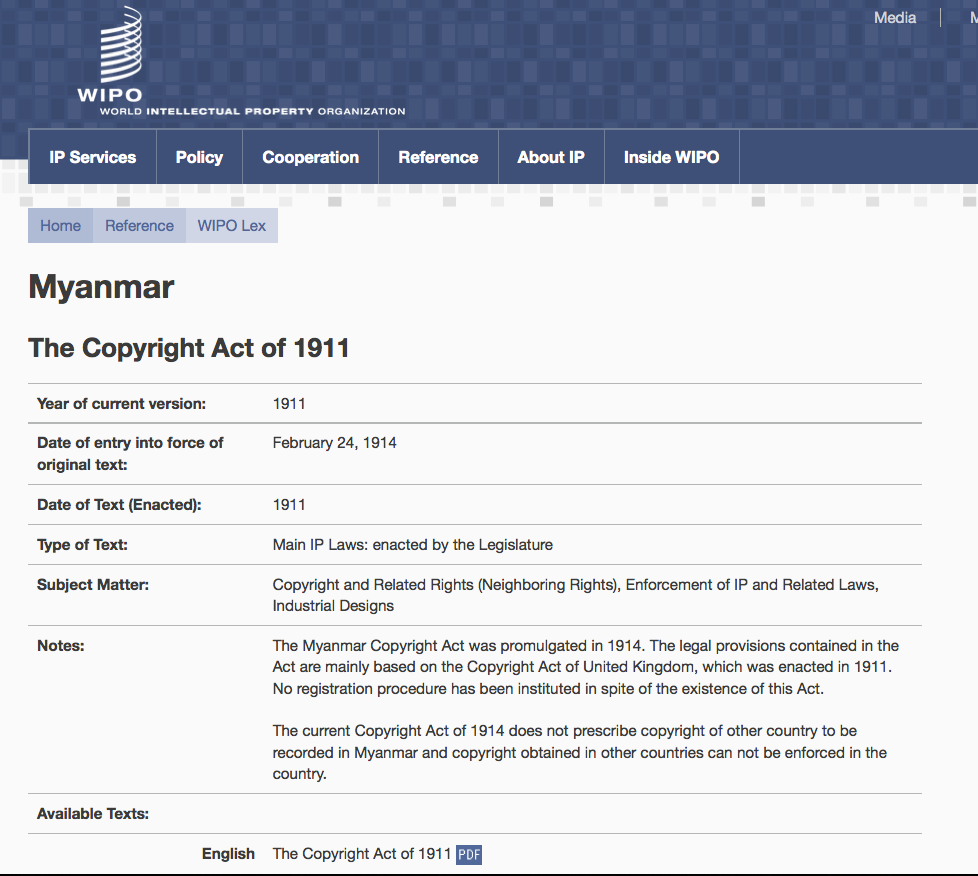 Media
WIPO
WORLD INTELLECTUAL PROPERTY ORGANIZATION
IP Services Policy Cooperation Reference About IP Inside WIPO
Home Reference WIPO Lex
Myanmar
The Copyright Act of 1911
Year of current version: 1911
Date of entry into force of February 24, 1914
original text:
Date of Text (Enacted): 1911
Type of Text: Main IP Laws: enacted by the Legislature
Subject Matter: Copyright and Related Rights (Neighboring Rights), Enforcement of IP and Related Laws,
Industrial Designs
Notes: The Myanmar Copyright Act was promulgated in 1914. The legal provisions contained in the
Act are mainly based on the Copyright Act of United Kingdom, which was enacted in 1911.
No registration procedure has been instituted in spite of the existence of this Act.
The current Copyright Act of 1914 does not prescribe copyright of other country to be
recorded in Myanmar and copyright obtained in other countries can not be enforced in the
country.
Available Texts:
English The Copyright Act of 1911 PDF